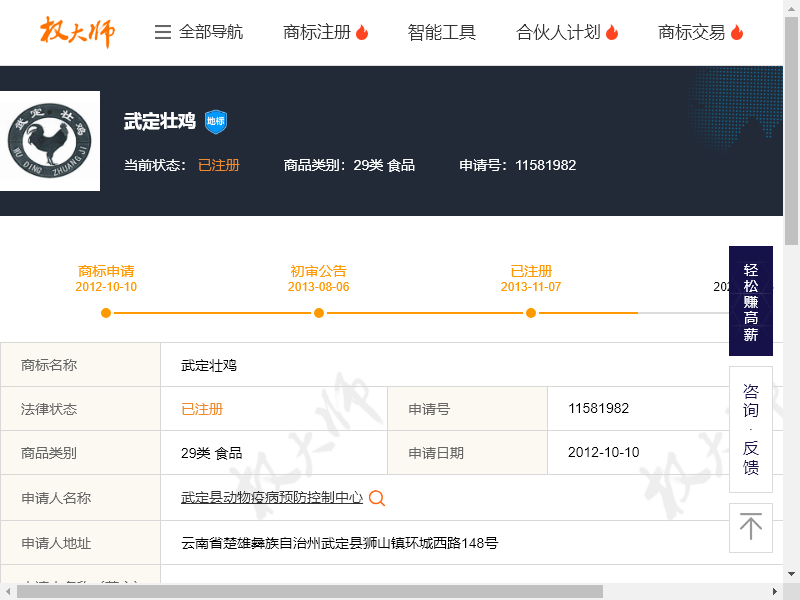 权大师 全部导航 商标注册 智能工具 合伙人计划 商标交易
武定壮鸡
WU DING ZHUANG JI
武定壮鸡 地标
当前状态： 已注册 商品类别：29类 食品 申请号：11581982
商标申请 初审公告 已注册
2012-10-10 2013-08-06 2013-11-07
轻松赚高薪
商标名称 武定壮鸡
法律状态 已注册 申请号 11581982
商品类别 29类 食品 申请日期 2012-10-10
咨询·反馈
申请人名称 武定县动物疫病预防控制中心
申请人地址 云南省楚雄彝族自治州武定县狮山镇环城西路148号
权大师